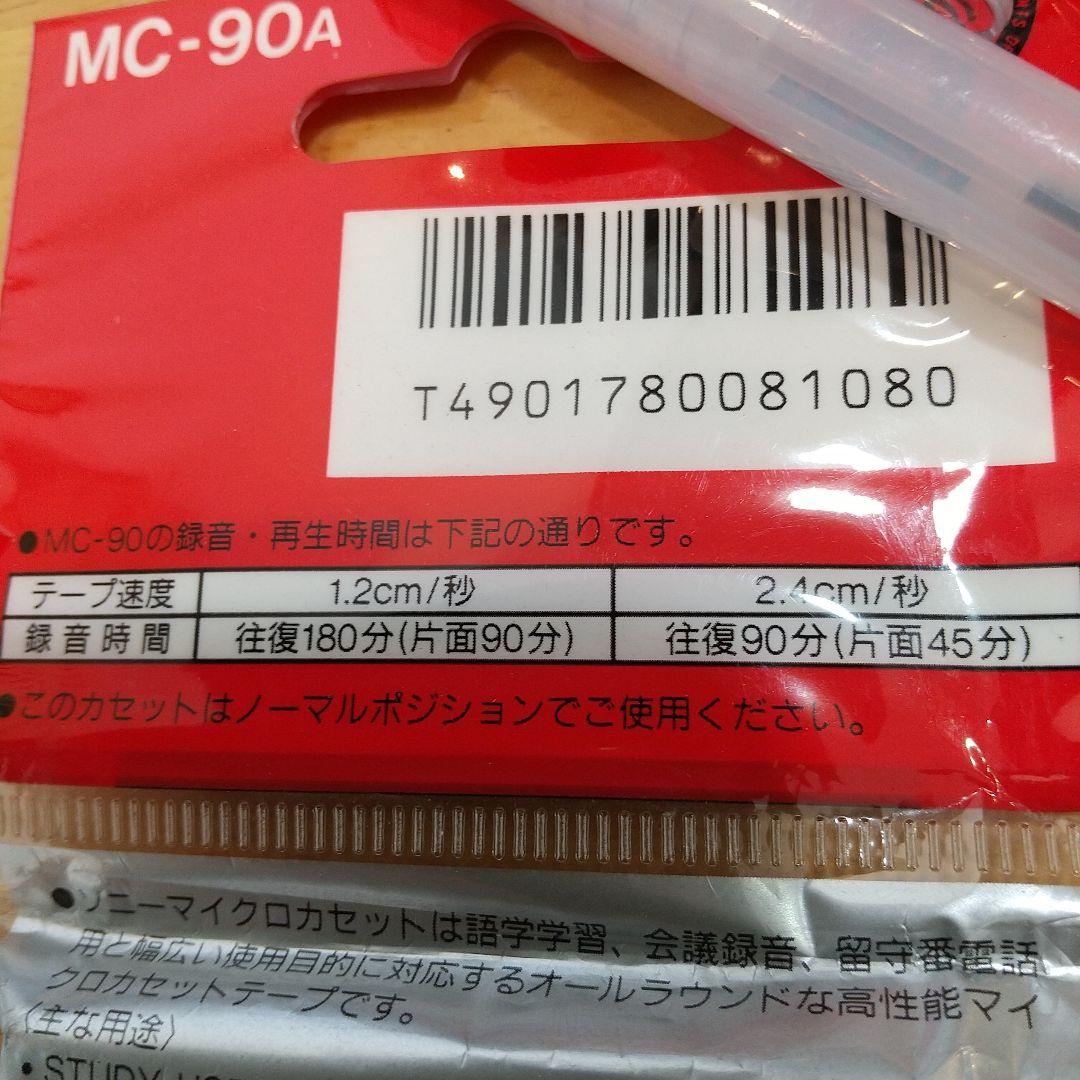 MC-90A
T4901780081080
●MC-90の録音・再生時間は下記の通りです。
テープ速度 1.2cm/秒 2.4cm/秒
録音時間 往復180分(片面90分) 往復90分(片面45分)
●このカセットはノーマルポジションでご使用ください。
●ソニーマイクロカセットは語学学習、会議録音、留守番電話
用と幅広い使用目的に対応するオールラウンドな高性能マイ
クロカセットテープです。
〈主な用途〉
・STUDY